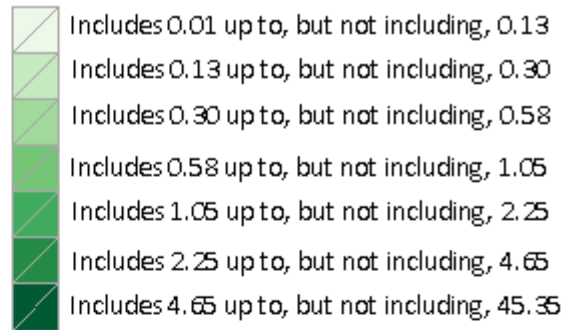 Includes 0.01 up to, but not including, 0.13
Includes 0.13 up to, but not including, 0.30
Includes 0.30 up to, but not including, 0.58
Includes 0.58 up to, but not including, 1.05
Includes 1.05 up to, but not including, 2.25
Includes 2.25 up to, but not including, 4.65
Includes 4.65 up to, but not including, 45.35